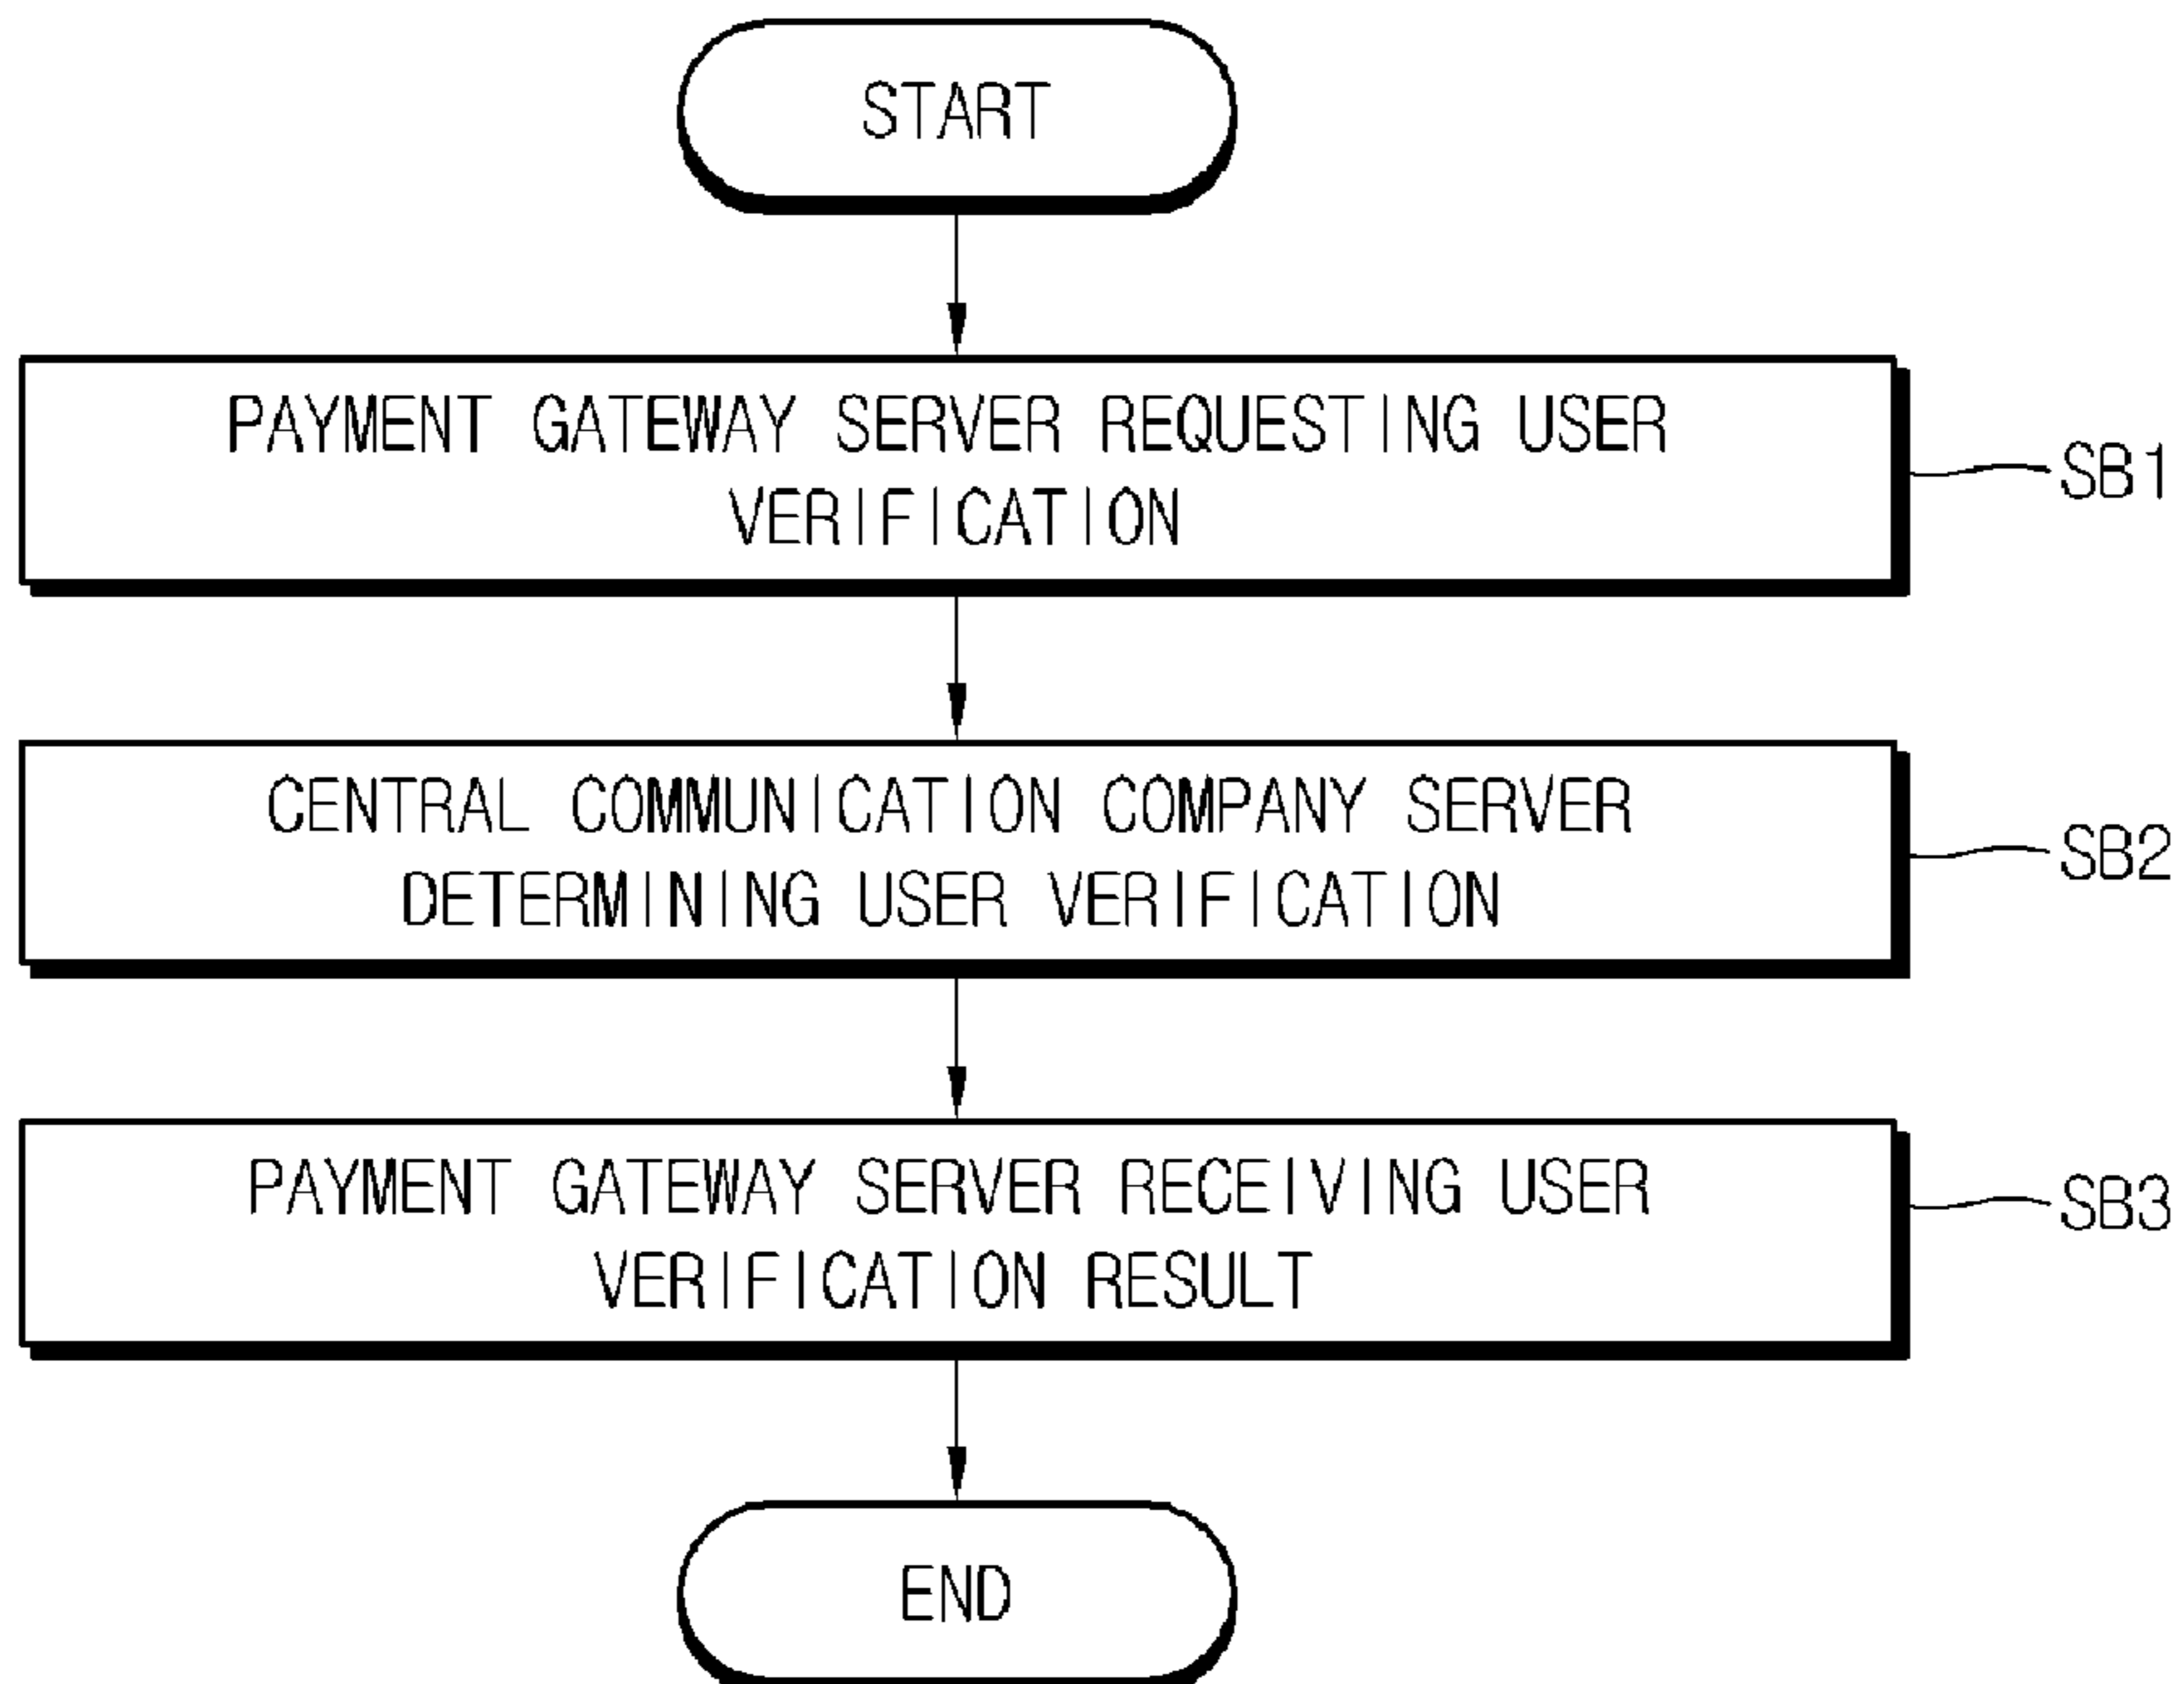 START
PAYMENT GATEWAY SERVER REQUESTING USER
VERIFICATION
SB1
CENTRAL COMMUNICATION COMPANY SERVER
DETERMINING USER VERIFICATION
SB2
PAYMENT GATEWAY SERVER RECEIVING USER
VERIFICATION RESULT
SB3
END